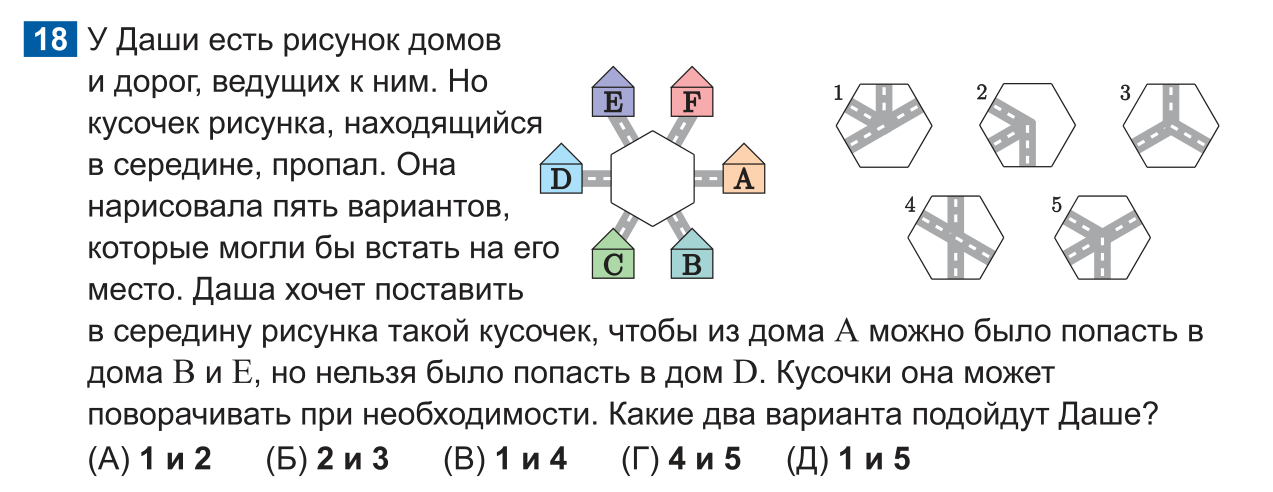 18 У Даши есть рисунок домов
и дорог, ведущих к ним. Но
кусочек рисунка, находящийся
в середине, пропал. Она
нарисовала пять вариантов,
которые могли бы встать на его
место. Даша хочет поставить
в середину рисунка такой кусочек, чтобы из дома A можно было попасть в
дома B и E, но нельзя было попасть в дом D. Кусочки она может
поворачивать при необходимости. Какие два варианта подойдут Даше?
(А) 1 и 2 (Б) 2 и 3 (В) 1 и 4 (Г) 4 и 5 (Д) 1 и 5
E F
D A
C B
1 2 3
4 5